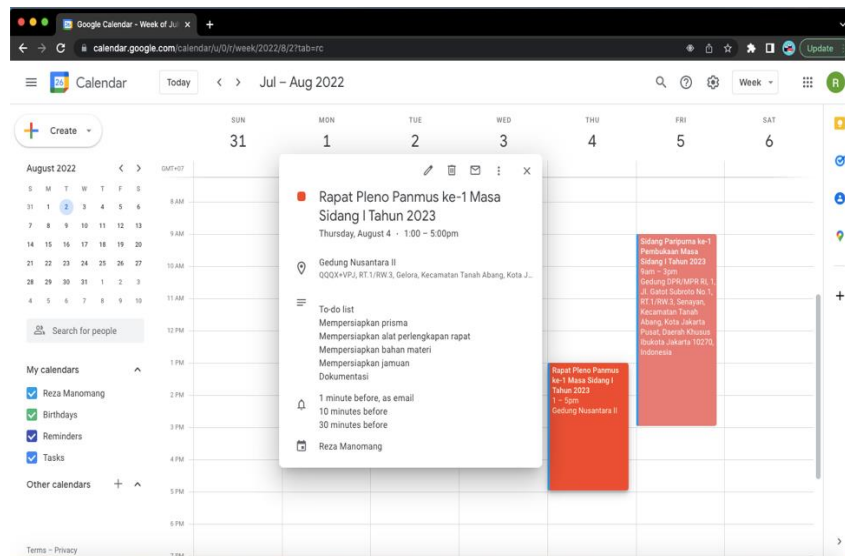 Google Calendar - Week of Jul
calendar.google.com/calendar/u/0/r/week/2022/8/2?tab=rc
Update
26
Calendar
Today
Jul – Aug 2022
Week
R
Create
SUN
MON
TUE
WED
THU
FRI
SAT
31
1
2
3
4
5
6
August 2022
S M T W T F S
31 1 2 3 4 5 6
7 8 9 10 11 12 13
14 15 16 17 18 19 20
21 22 23 24 25 26 27
28 29 30 31 1 2 3
4 5 6 7 8 9 10
Search for people
My calendars
Reza Manomang
Birthdays
Reminders
Tasks
Other calendars
Terms – Privacy
GMT+07
8 AM
9 AM
10 AM
11 AM
12 PM
1 PM
2 PM
3 PM
4 PM
5 PM
6 PM
7 PM
Rapat Pleno Panmus ke-1 Masa
Sidang I Tahun 2023
Thursday, August 4 · 1:00 – 5:00pm
Gedung Nusantara II
QQQX+VPJ, RT.1/RW.3, Gelora, Kecamatan Tanah Abang, Kota J...
To-do list
Mempersiapkan prisma
Mempersiapkan alat perlengkapan rapat
Mempersiapkan bahan materi
Mempersiapkan jamuan
Dokumentasi
1 minute before, as email
10 minutes before
30 minutes before
Reza Manomang
Rapat Pleno Panmus
ke-1 Masa Sidang I
Tahun 2023
1 – 5pm
Gedung Nusantara II
Sidang Paripurna ke-1
Pembukaan Masa
Sidang I Tahun 2023
9am – 3pm
Gedung DPR/MPR RI, 1,
Jl. Gatot Subroto No.1,
RT.1/RW.3, Senayan,
Kecamatan Tanah
Abang, Kota Jakarta
Pusat, Daerah Khusus
Ibukota Jakarta 10270,
Indonesia